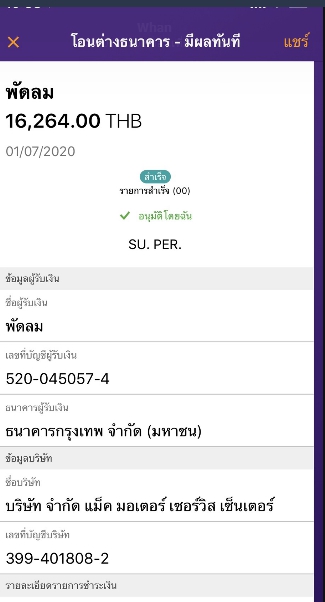 โอนต่างธนาคาร - มีผลทันที
แชร์
พัดลม
16,264.00 THB
01/07/2020
สำเร็จ
รายการสำเร็จ (00)
อนุมัติโดยฉัน
SU. PER.
ข้อมูลผู้รับเงิน
ชื่อผู้รับเงิน
พัดลม
เลขที่บัญชีผู้รับเงิน
520-045057-4
ธนาคารผู้รับเงิน
ธนาคารกรุงเทพ จำกัด (มหาชน)
ข้อมูลบริษัท
ชื่อบริษัท
บริษัท จำกัด แม็ค มอเตอร์ เซอร์วิส เซ็นเตอร์
เลขที่บัญชีบริษัท
399-401808-2
รายละเอียดรายการชำระเงิน